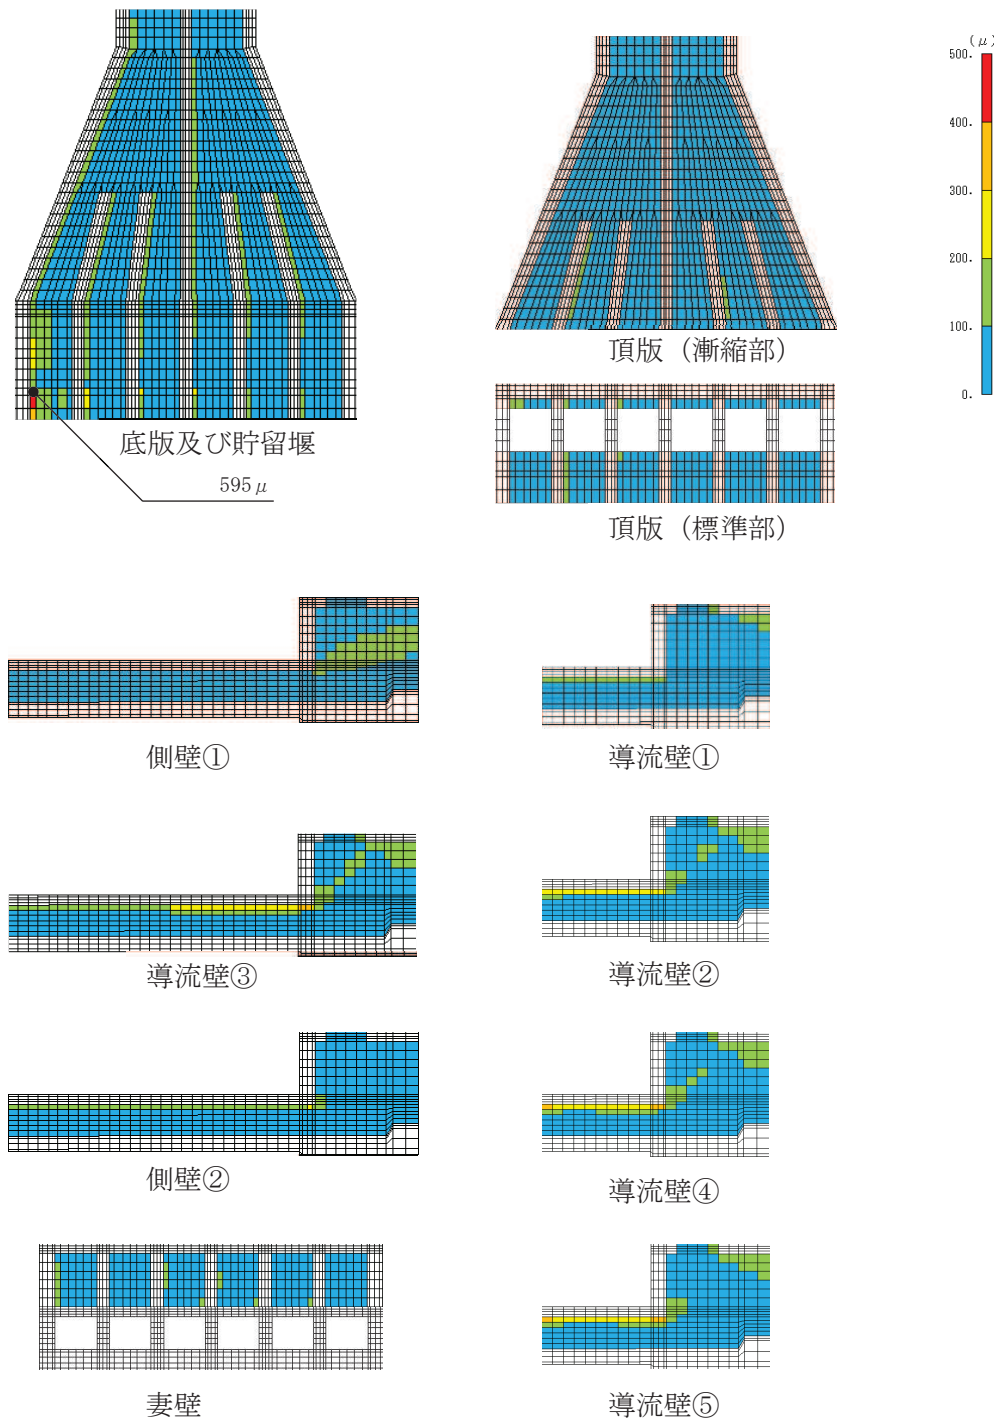 (μ)
500.
400.
300.
200.
100.
0.
底版及び貯留堰
595μ
頂版（漸縮部）
頂版（標準部）
側壁①
導流壁①
導流壁③
導流壁②
側壁②
導流壁④
妻壁
導流壁⑤